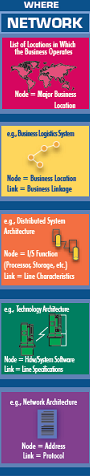 WHERE
NETWORK
List of Locations in Which
the Business Operates
Node = Major Business
Location
e.g., Business Logistics System
Node = Business Location
Link = Business Linkage
e.g., Distributed System
Architecture
Node = I/S Function
(Processor, Storage, etc.)
Link = Line Characteristics
e.g., Technology Architecture
Node = Hdw/System Software
Link = Line Specifications
e.g., Network Architecture
Node = Address
Link = Protocol